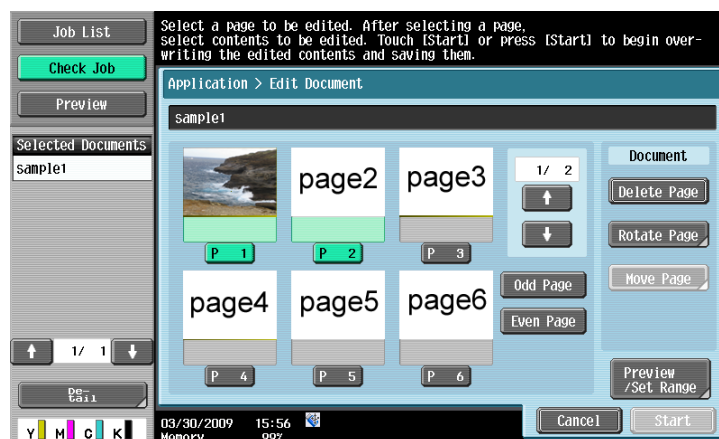 Job List
Check Job
Preview
Selected Documents
sample1
1/ 1
De-
tail
Y M C K
Select a page to be edited. After selecting a page,
select contents to be edited. Touch [Start] or press [Start] to begin over-
writing the edited contents and saving them.
Application > Edit Document
sample1
page2
page3
P 1
P 2
P 3
page4
page5
page6
P 4
P 5
P 6
1/ 2
Odd Page
Even Page
Document
Delete Page
Rotate Page
Move Page
Preview
/Set Range
03/30/2009 15:56
Memory 99%
Cancel
Start